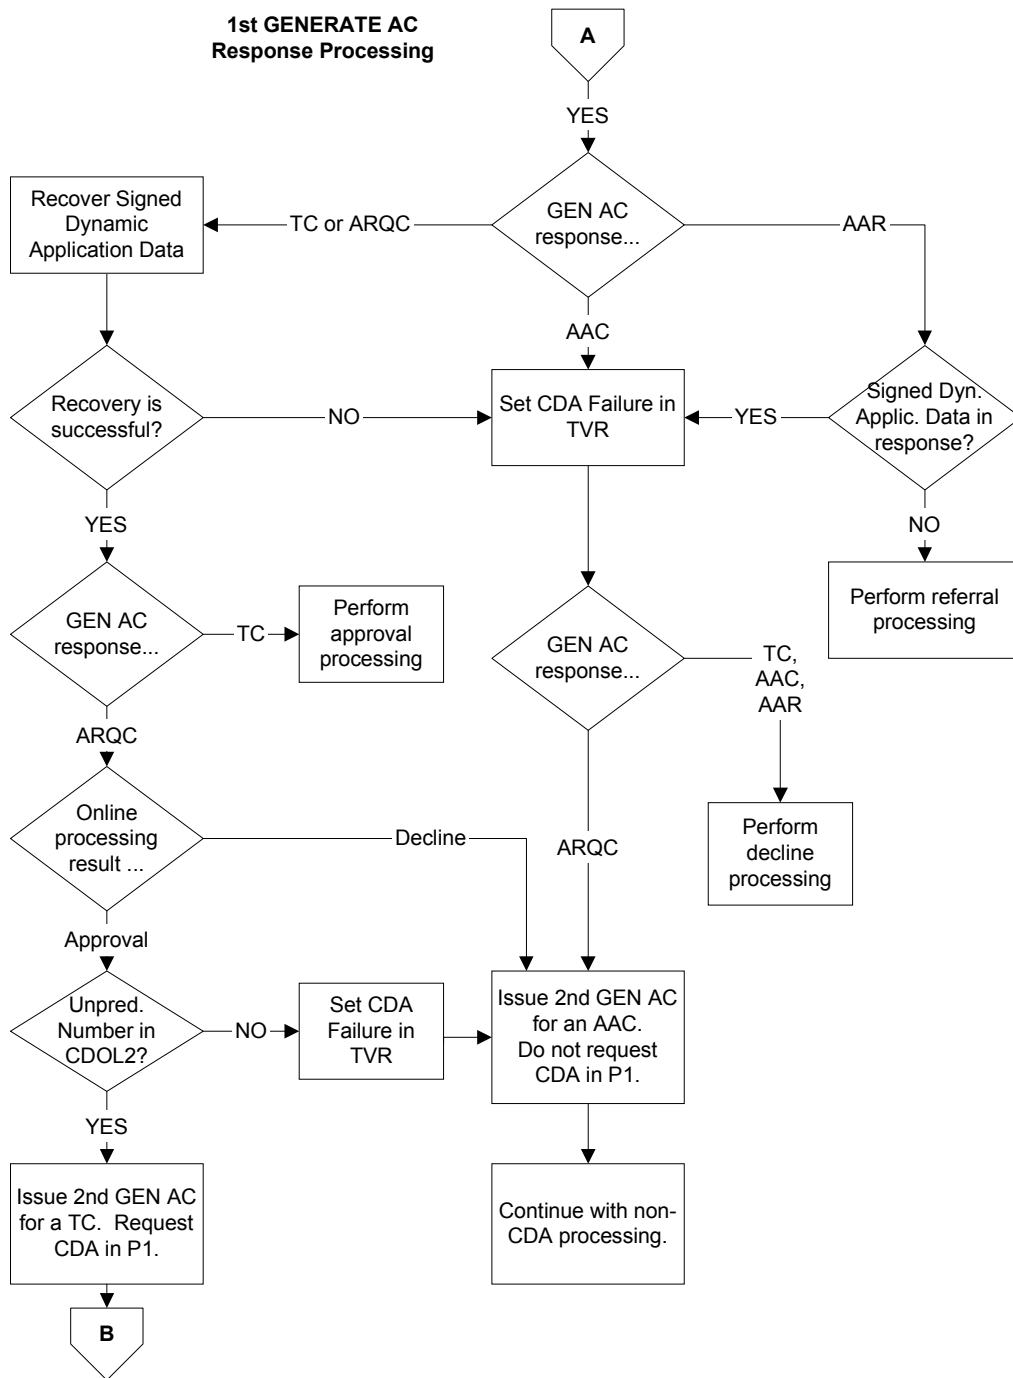 1st GENERATE AC
Response Processing
A
YES
GEN AC
response...
TC or ARQC
AAR
AAC
Recover Signed
Dynamic
Application Data
Recovery is
successful?
NO
Set CDA Failure in
TVR
YES
Signed Dyn.
Applic. Data in
response?
YES
NO
GEN AC
response...
TC
Perform
approval
processing
GEN AC
response...
TC,
AAC,
AAR
Perform referral
processing
ARQC
Online
processing
result ...
Decline
ARQC
Perform
decline
processing
Approval
Unpred.
Number in
CDOL2?
NO
Set CDA
Failure in
TVR
Issue 2nd GEN AC
for an AAC.
Do not request
CDA in P1.
YES
Issue 2nd GEN AC
for a TC.  Request
CDA in P1.
Continue with non-
CDA processing.
B